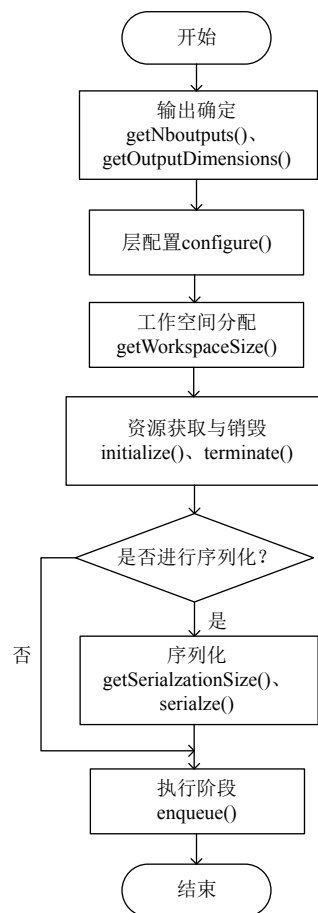 开始
输出确定
getNboutputs()、
getOutputDimensions()
层配置configure()
工作空间分配
getWorkspaceSize()
资源获取与销毁
initialize()、terminate()
是否进行序列化?
是
否
序列化
getSerialzationSize()、
serialze()
执行阶段
enqueue()
结束